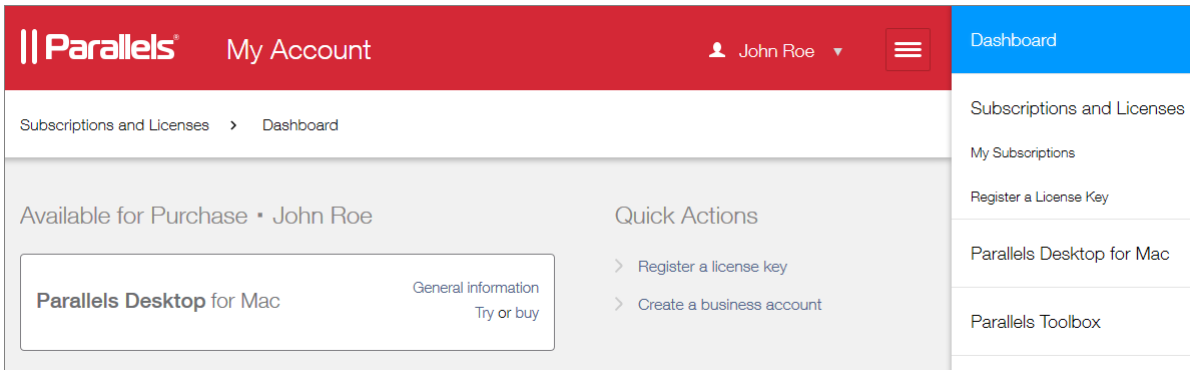 Parallels® My Account John Roe
Subscriptions and Licenses > Dashboard
Available for Purchase • John Roe
Parallels Desktop for Mac
General information
Try or buy
Quick Actions
Register a license key
Create a business account
Dashboard
Subscriptions and Licenses
My Subscriptions
Register a License Key
Parallels Desktop for Mac
Parallels Toolbox